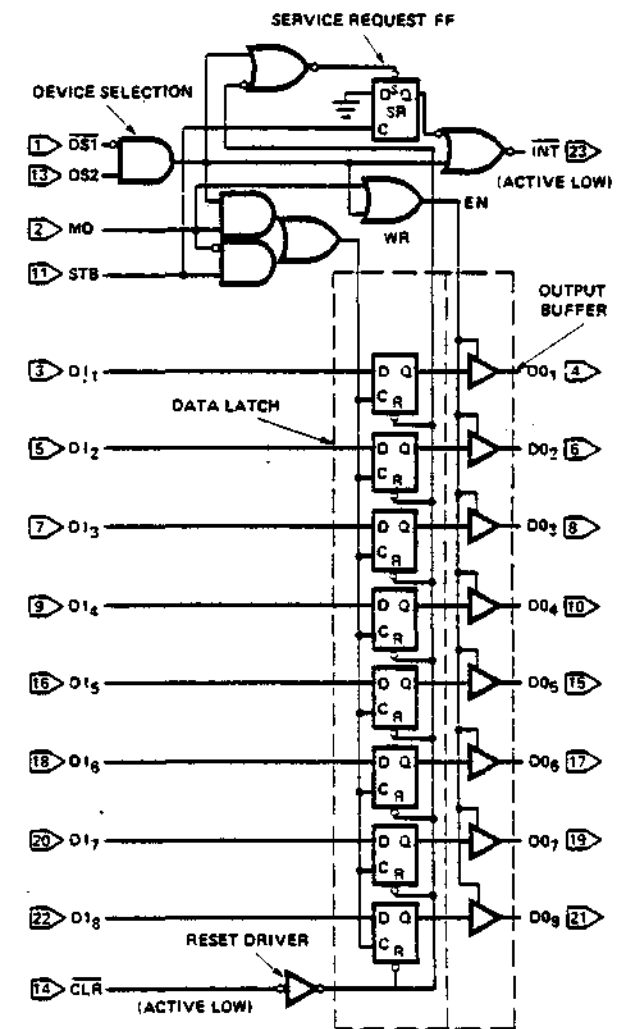 SERVICE REQUEST FF
DEVICE SELECTION
D S Q
SR
C
1 DS1
13 DS2
INT 23
(ACTIVE LOW)
EN
WR
2 MD
11 STB
OUTPUT
BUFFER
3 DI1
D Q
C R
DO1 4
DATA LATCH
5 DI2
D Q
C R
DO2 6
7 DI3
D Q
C R
DO3 8
9 DI4
D Q
C R
DO4 10
16 DI5
D Q
C R
DO5 15
18 DI6
D Q
C R
DO6 17
20 DI7
D Q
C R
DO7 19
22 DI8
D Q
C R
DO8 21
RESET DRIVER
14 CLR
(ACTIVE LOW)